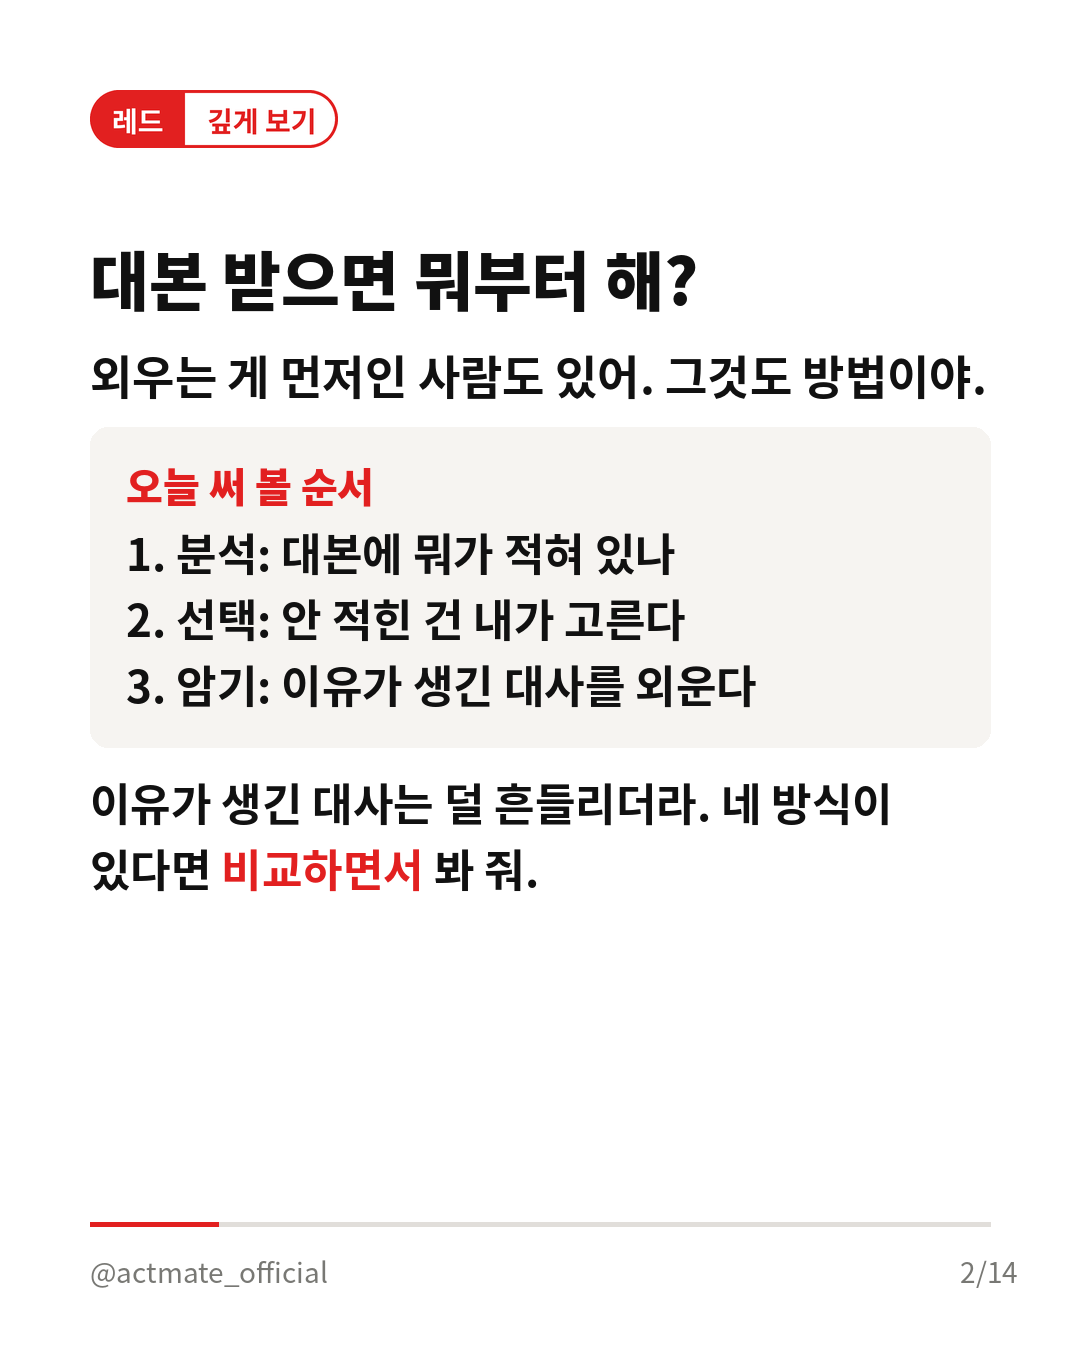 레드 깊게 보기
대본 받으면 뭐부터 해?
외우는 게 먼저인 사람도 있어. 그것도 방법이야.
오늘 써 볼 순서
1. 분석: 대본에 뭐가 적혀 있나
2. 선택: 안 적힌 건 내가 고른다
3. 암기: 이유가 생긴 대사를 외운다
이유가 생긴 대사는 덜 흔들리더라. 네 방식이
있다면 비교하면서 봐 줘.
@actmate_official 2/14